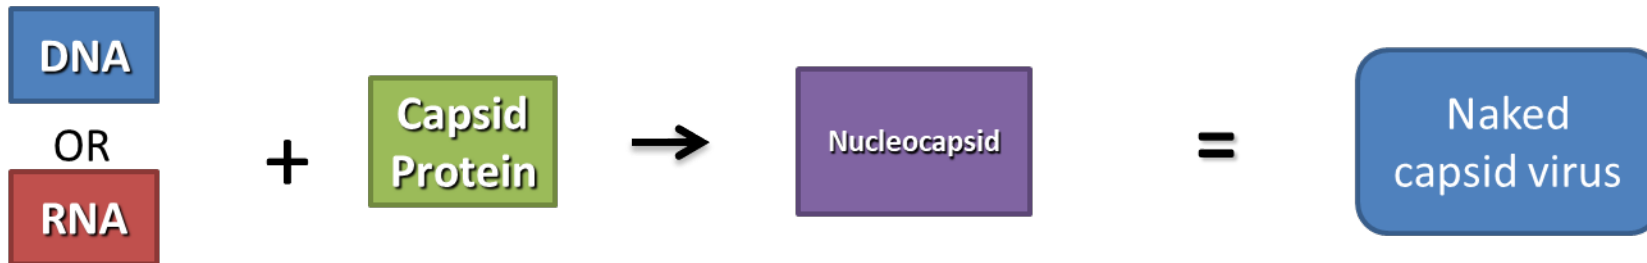 DNA
OR
RNA
+
Capsid
Protein
→
Nucleocapsid
=
Naked
capsid virus